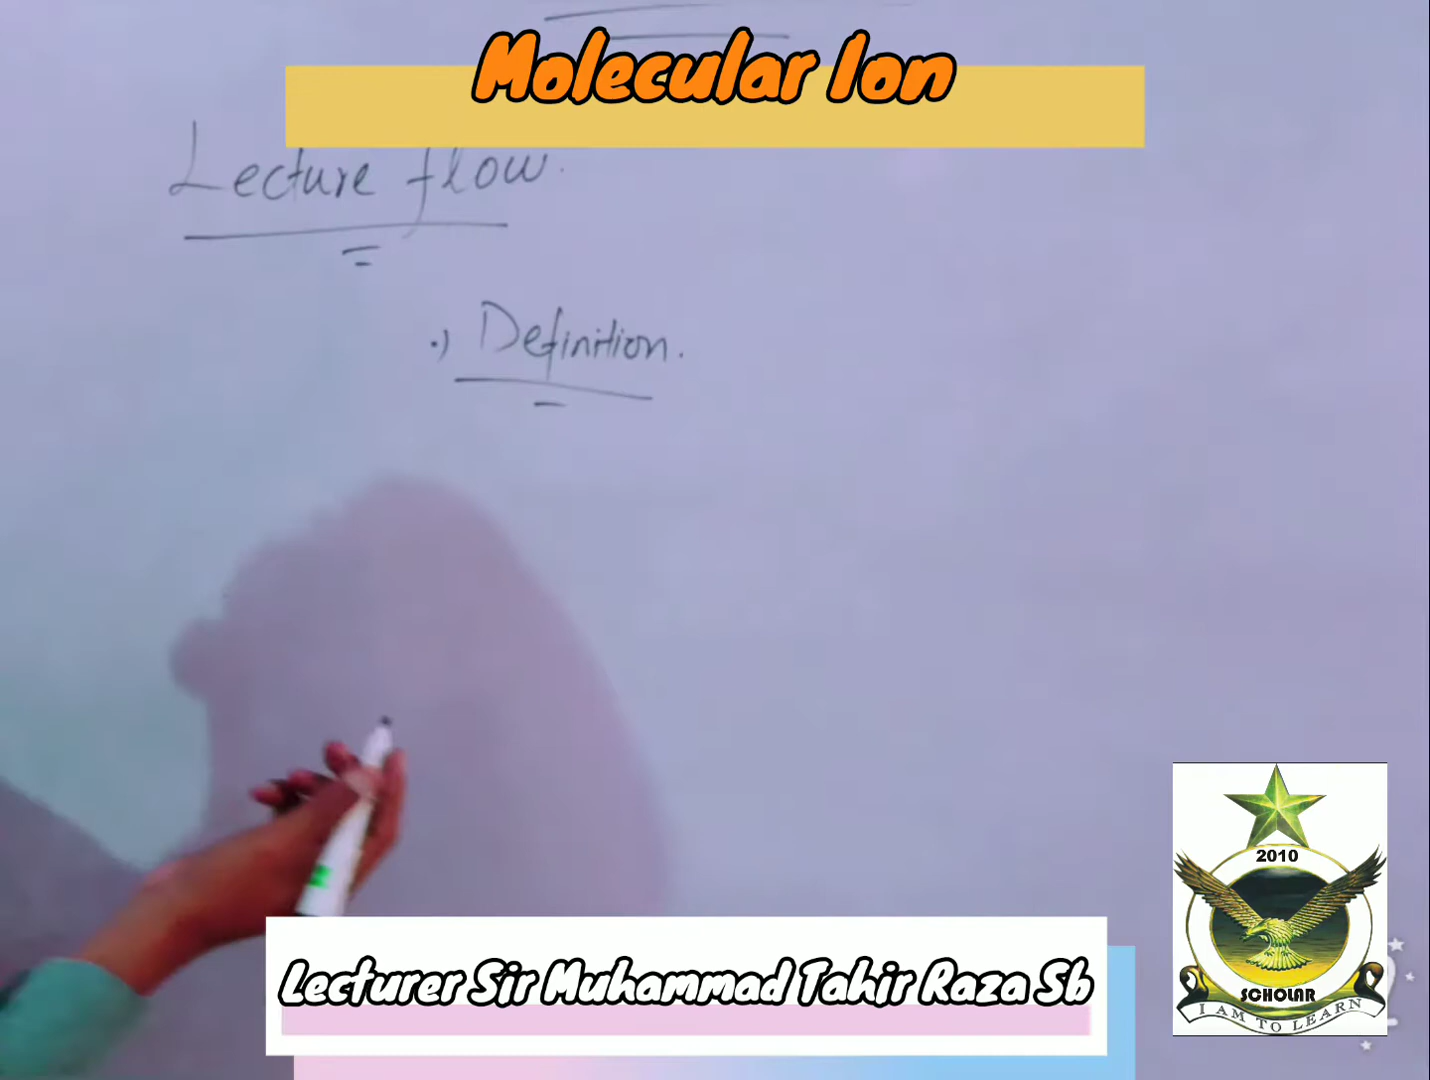 Molecular Ion
Lecture flow.
.) Definition.
Lecturer Sir Muhammad Tahir Raza Sb
2010
SCHOLAR
I AM TO LEARN